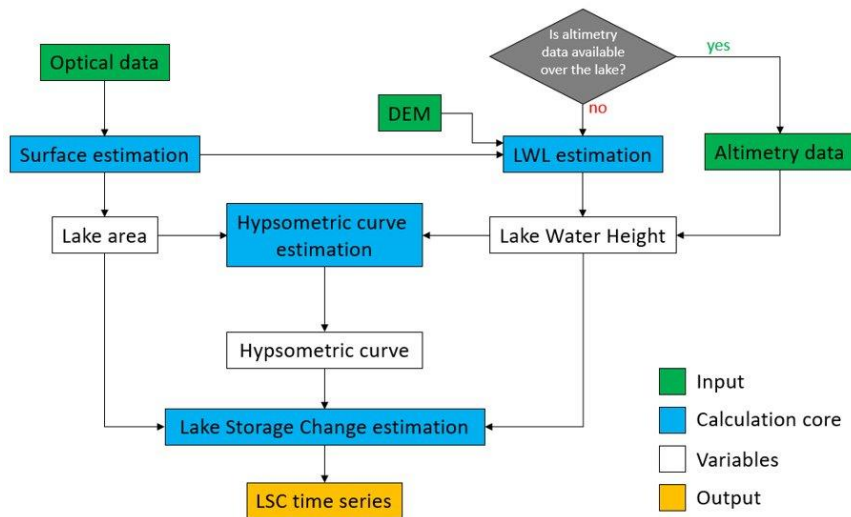 Is altimetry
data available
over the lake?
yes
no
Optical data
DEM
Surface estimation
LWL estimation
Altimetry data
Lake area
Hypsometric curve
estimation
Lake Water Height
Hypsometric curve
Lake Storage Change estimation
LSC time series
Input
Calculation core
Variables
Output